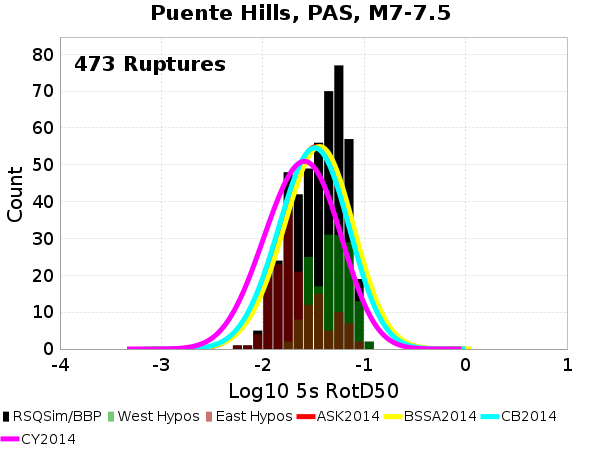 Puente Hills, PAS, M7-7.5
473 Ruptures
Count
80
70
60
50
40
30
20
10
0
-4 -3 -2 -1 0 1
Log10 5s RotD50
RSQSim/BBP West Hypos East Hypos ASK2014 BSSA2014 CB2014
CY2014